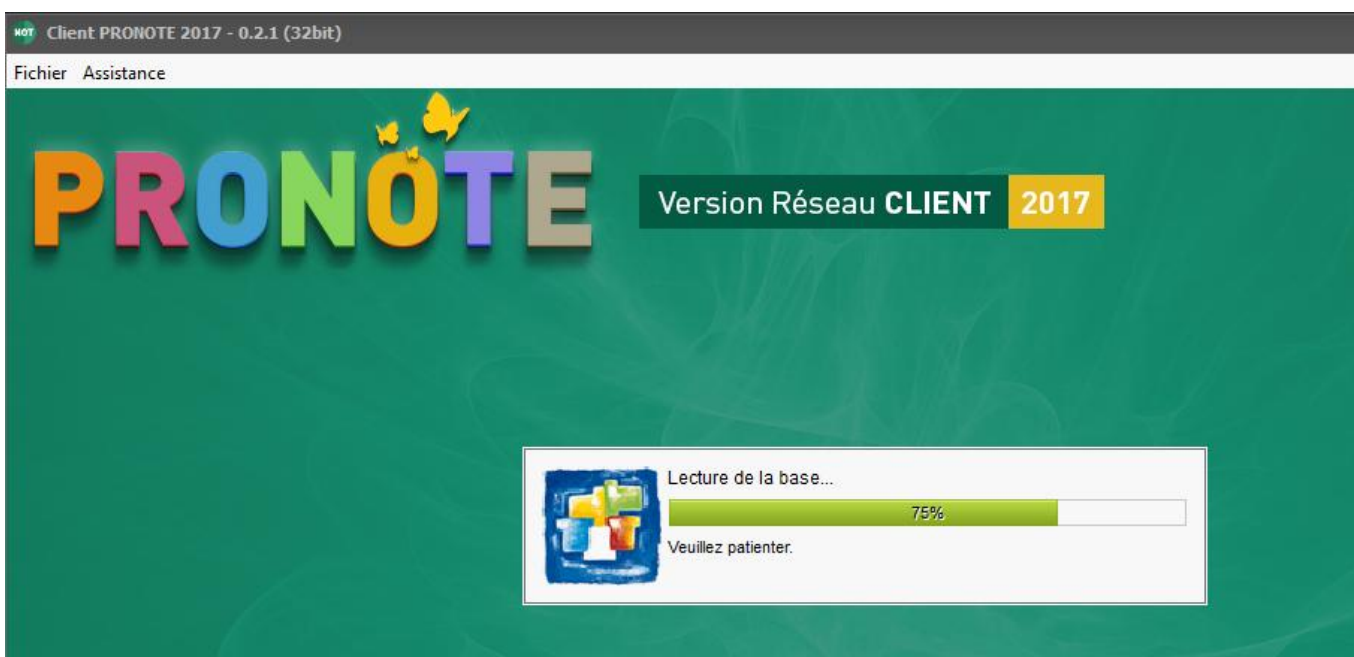 NOT Client PRONOTE 2017 - 0.2.1 (32bit)
Fichier Assistance
PRONOTE
Version Réseau CLIENT 2017
Lecture de la base...
75%
Veuillez patienter.